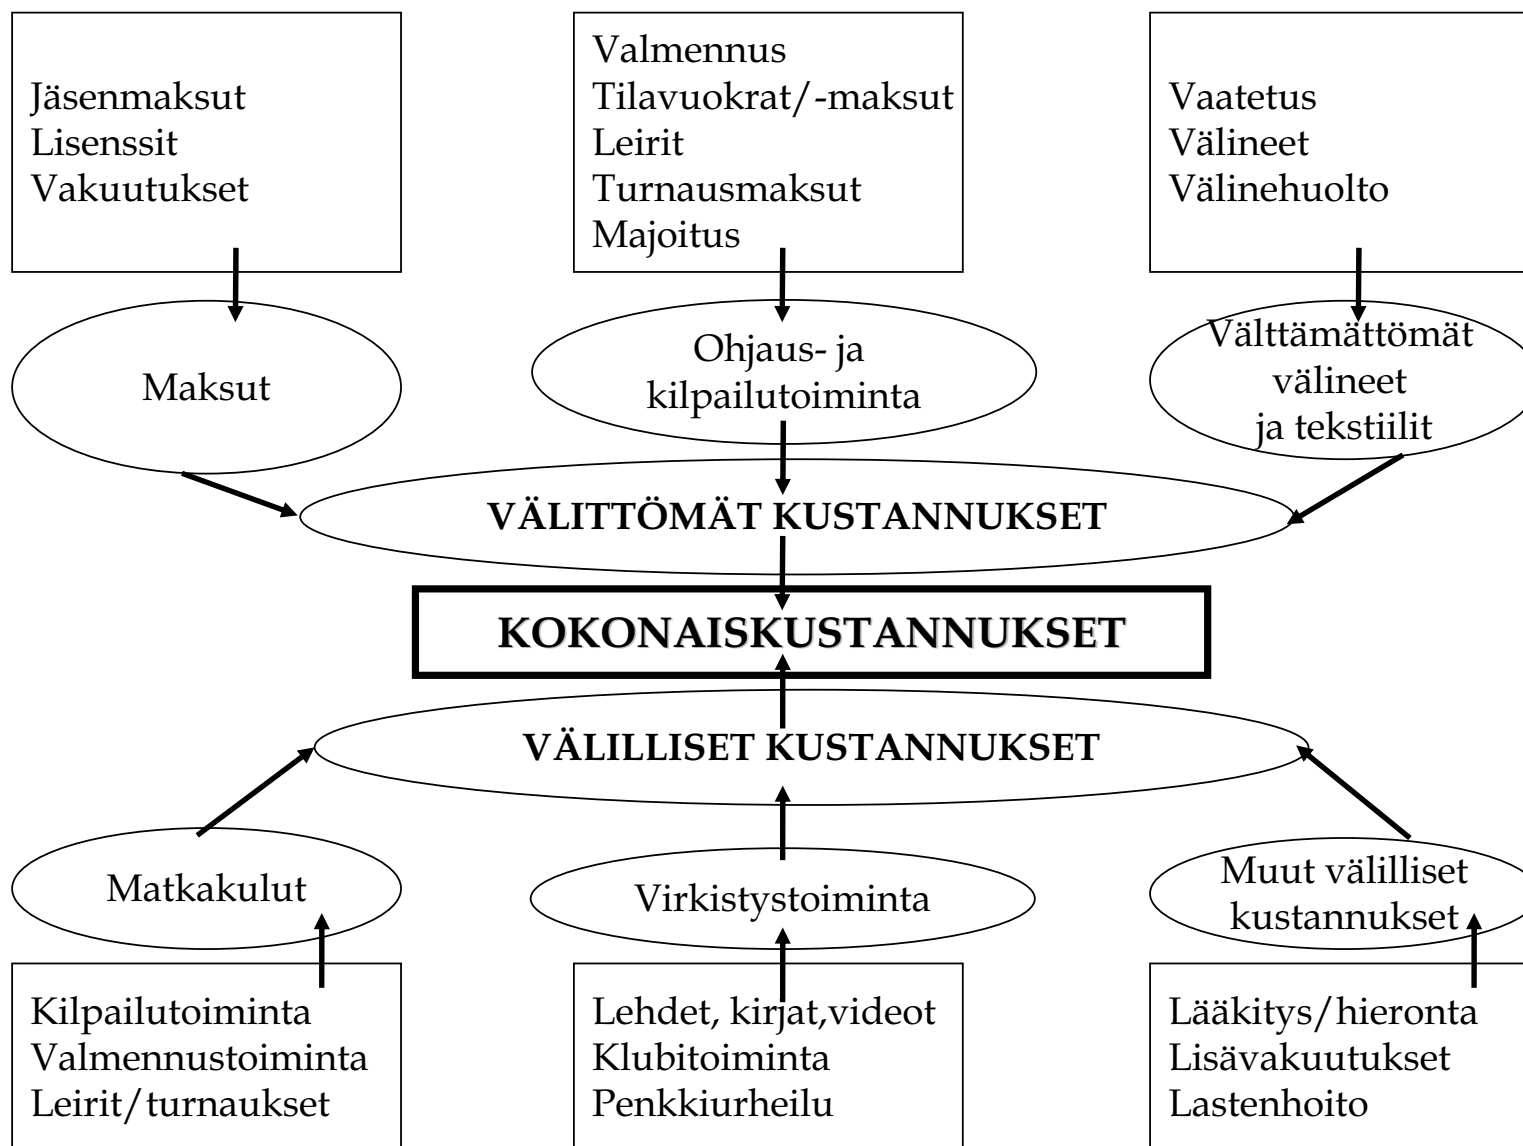 Jäsenmaksut
Lisenssit
Vakuutukset
Valmennus
Tilavuokrat/-maksut
Leirit
Turnausmaksut
Majoitus
Vaatetus
Välineet
Välinehuolto
Maksut
Ohjaus- ja
kilpailutoiminta
Välttämättömät
välineet
ja tekstiilit
VÄLITTÖMÄT KUSTANNUKSET
KOKONAISKUSTANNUKSET
VÄLILLISET KUSTANNUKSET
Matkakulut
Virkistystoiminta
Muut välilliset
kustannukset
Kilpailutoiminta
Valmennustoiminta
Leirit/turnaukset
Lehdet, kirjat,videot
Klubitoiminta
Penkkiurheilu
Lääkitys/hieronta
Lisävakuutukset
Lastenhoito